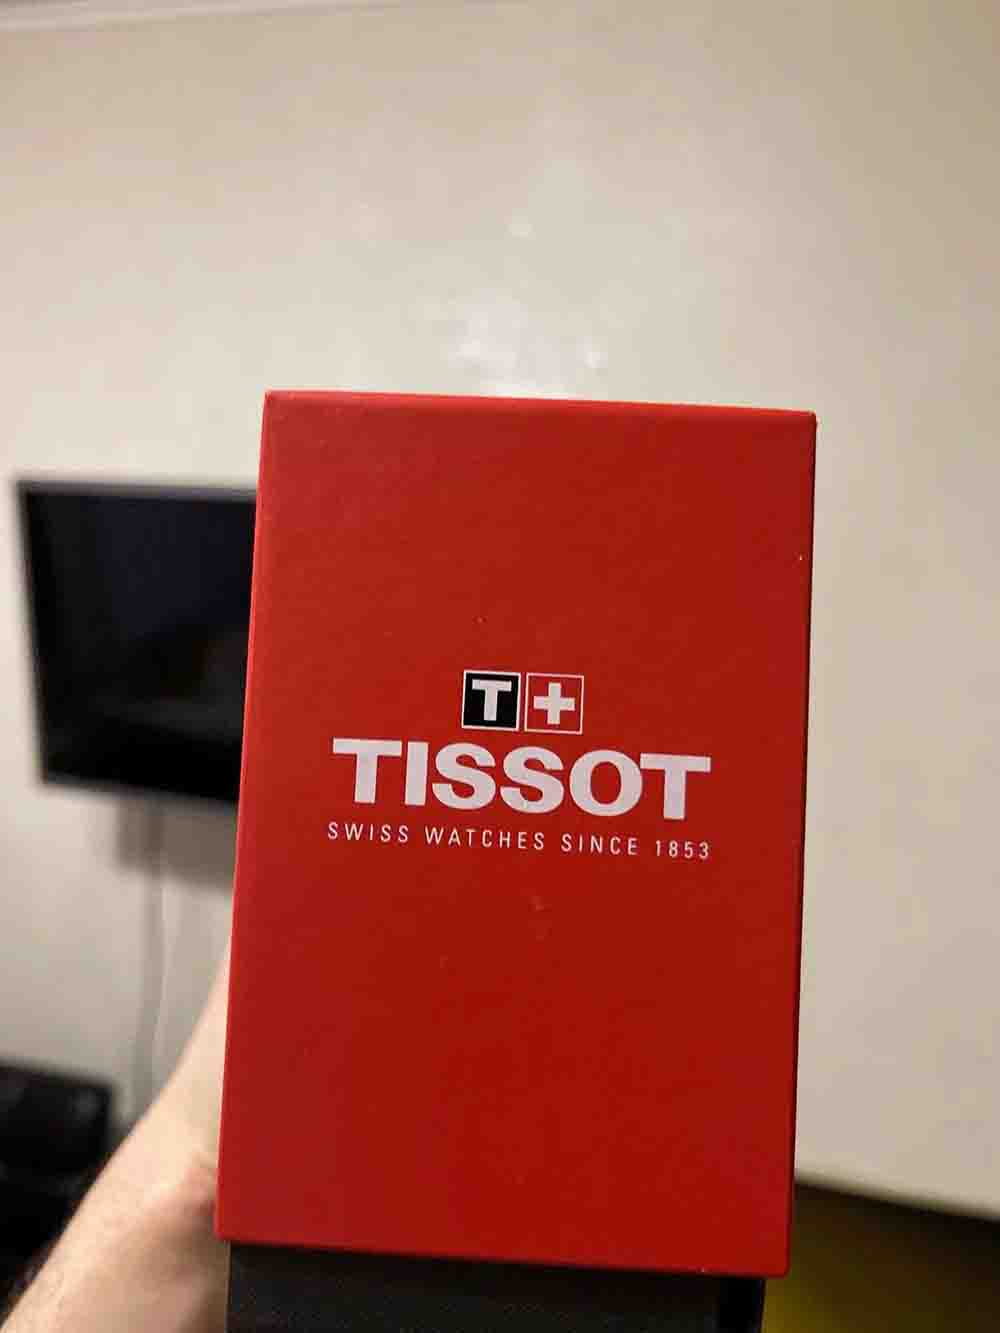 T+
TISSOT
SWISS WATCHES SINCE 1853